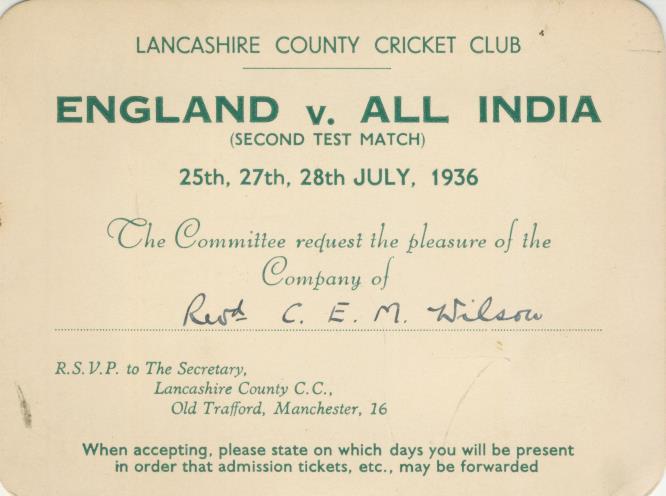 LANCASHIRE COUNTY CRICKET CLUB
ENGLAND v. ALL INDIA
(SECOND TEST MATCH)
25th, 27th, 28th JULY, 1936
The Committee request the pleasure of the
Company of
Revd C. E. M. Wilson
R.S.V.P. to The Secretary,
Lancashire County C.C.,
Old Trafford, Manchester, 16
When accepting, please state on which days you will be present
in order that admission tickets, etc., may be forwarded